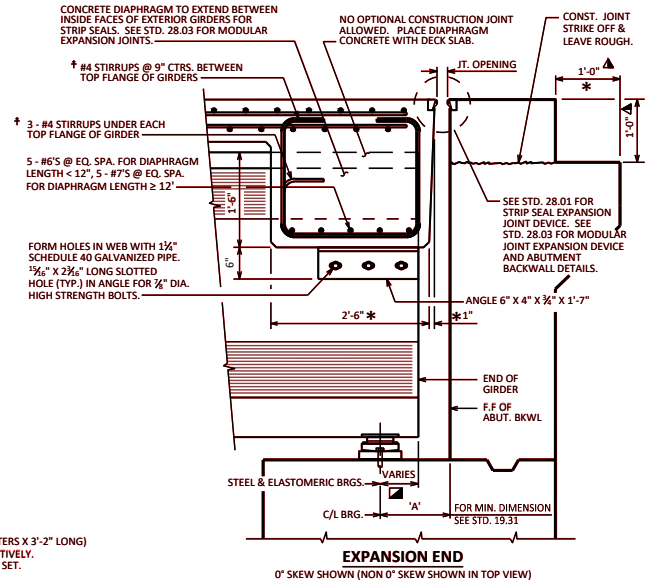 CONCRETE DIAPHRAGM TO EXTEND BETWEEN
INSIDE FACES OF EXTERIOR GIRDERS FOR
STRIP SEALS. SEE STD. 28.03 FOR MODULAR
EXPANSION JOINTS.
NO OPTIONAL CONSTRUCTION JOINT
ALLOWED. PLACE DIAPHRAGM
CONCRETE WITH DECK SLAB.
CONST. JOINT
STRIKE OFF &
LEAVE ROUGH.
JT. OPENING
1'-0"
*
1'-0"
#4 STIRRUPS @ 9" CTRS. BETWEEN
TOP FLANGE OF GIRDERS
3 - #4 STIRRUPS UNDER EACH
TOP FLANGE OF GIRDER
5 - #6'S @ EQ. SPA. FOR DIAPHRAGM
LENGTH < 12", 5 - #7'S @ EQ. SPA.
FOR DIAPHRAGM LENGTH ≥ 12'
1'-6"
6"
SEE STD. 28.01 FOR
STRIP SEAL EXPANSION
JOINT DEVICE. SEE
STD. 28.03 FOR MODULAR
JOINT EXPANSION DEVICE
AND ABUTMENT
BACKWALL DETAILS.
FORM HOLES IN WEB WITH 1¼"
SCHEDULE 40 GALVANIZED PIPE.
¹⁵⁄₁₆" X 2³⁄₁₆" LONG SLOTTED
HOLE (TYP.) IN ANGLE FOR ⅞" DIA.
HIGH STRENGTH BOLTS.
ANGLE 6" X 4" X ¾" X 1'-7"
2'-6" *
*1"
END OF
GIRDER
F.F OF
ABUT. BKWL
VARIES
STEEL & ELASTOMERIC BRGS.
'A'
C/L BRG.
FOR MIN. DIMENSION
SEE STD. 19.31
TERS X 3'-2" LONG)
TIVELY.
SET.
EXPANSION END
0° SKEW SHOWN (NON 0° SKEW SHOWN IN TOP VIEW)